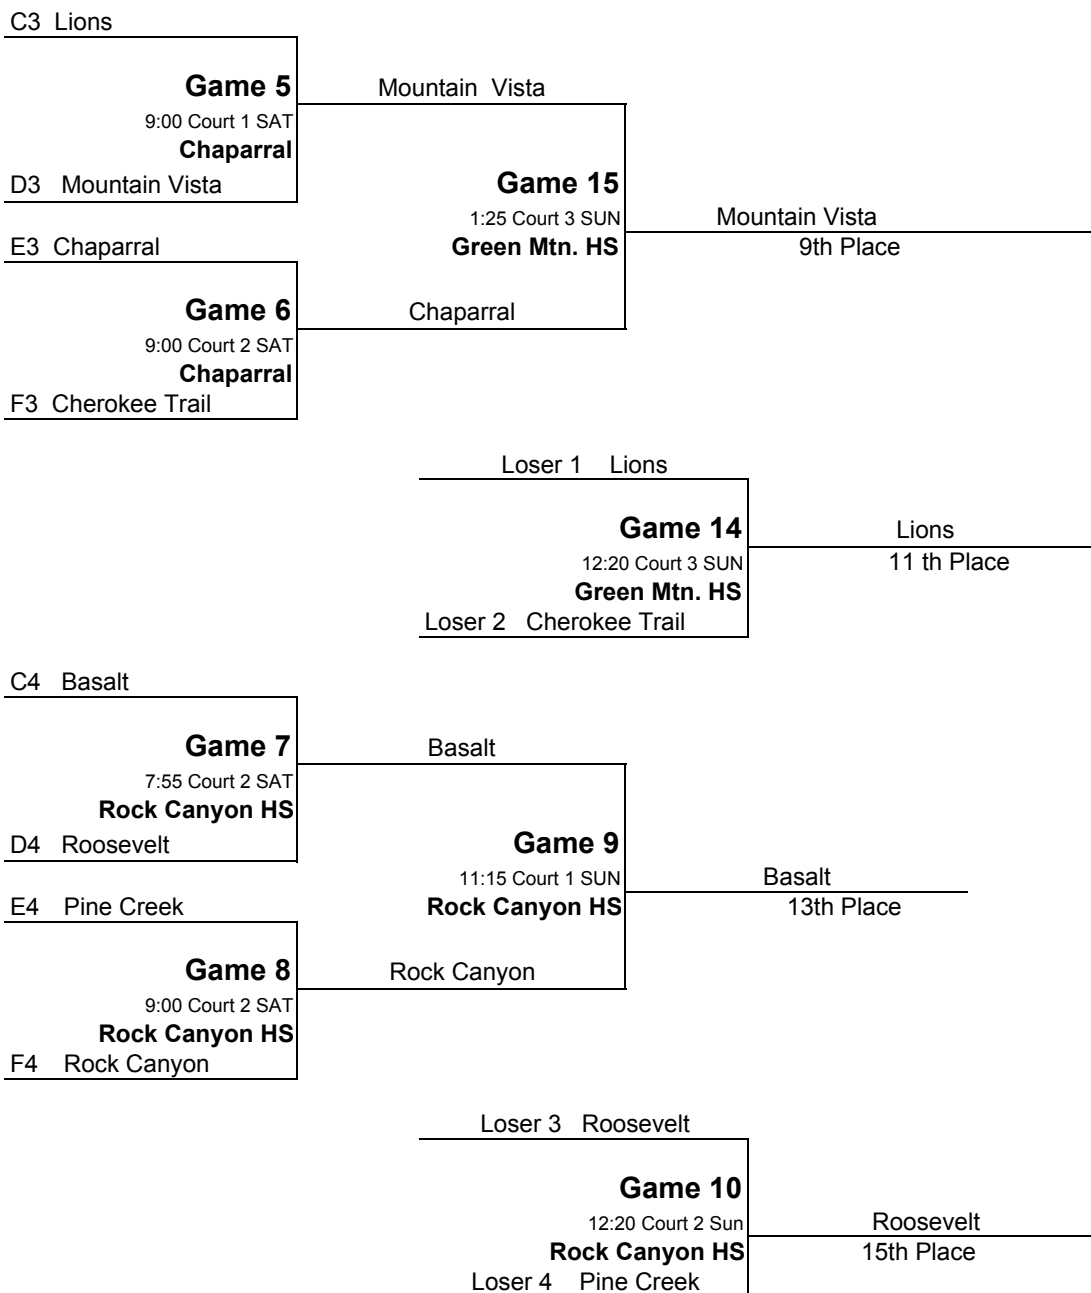 C3 Lions
Game 5
Mountain Vista
9:00 Court 1 SAT
Chaparral
D3 Mountain Vista
Game 15
1:25 Court 3 SUN
Mountain Vista
E3 Chaparral
Green Mtn. HS
9th Place
Game 6
Chaparral
9:00 Court 2 SAT
Chaparral
F3 Cherokee Trail
Loser 1 Lions
Game 14
Lions
12:20 Court 3 SUN
11 th Place
Green Mtn. HS
Loser 2 Cherokee Trail
C4 Basalt
Game 7
Basalt
7:55 Court 2 SAT
Rock Canyon HS
D4 Roosevelt
Game 9
11:15 Court 1 SUN
Basalt
E4 Pine Creek
Rock Canyon HS
13th Place
Game 8
Rock Canyon
9:00 Court 2 SAT
Rock Canyon HS
F4 Rock Canyon
Loser 3 Roosevelt
Game 10
12:20 Court 2 Sun
Roosevelt
Rock Canyon HS
15th Place
Loser 4 Pine Creek